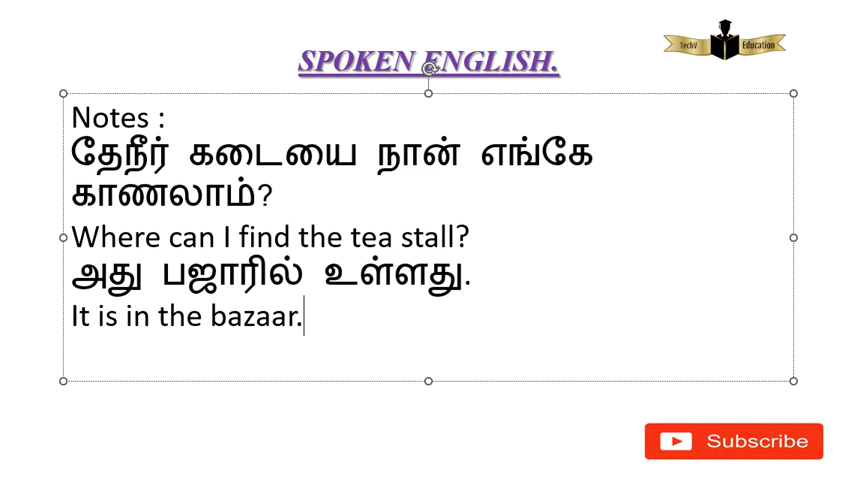 TechV Education
SPOKEN ENGLISH.
Notes :
தேநீர் கடையை நான் எங்கே
காணலாம்?
Where can I find the tea stall?
அது பஜாரில் உள்ளது.
It is in the bazaar.
Subscribe